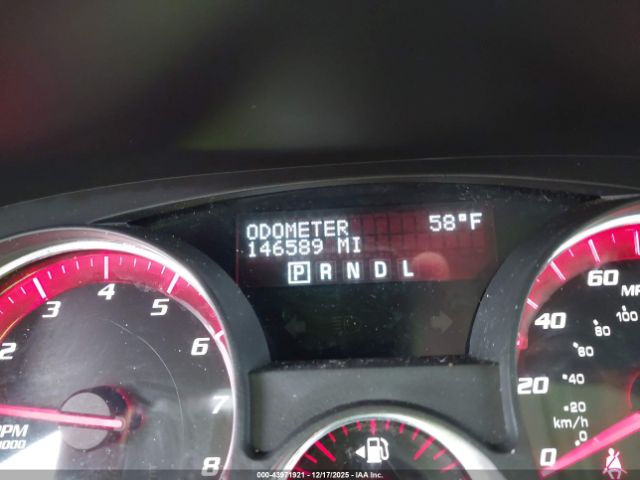 ODOMETER 58°F
146589 MI
P R N D L
2 3 4 5 6 7 8
RPM
1000
0 20 40 60
MPH
0 20 40 60 80 100
km/h
000-43971921 - 12/17/2025 - IAA Inc.